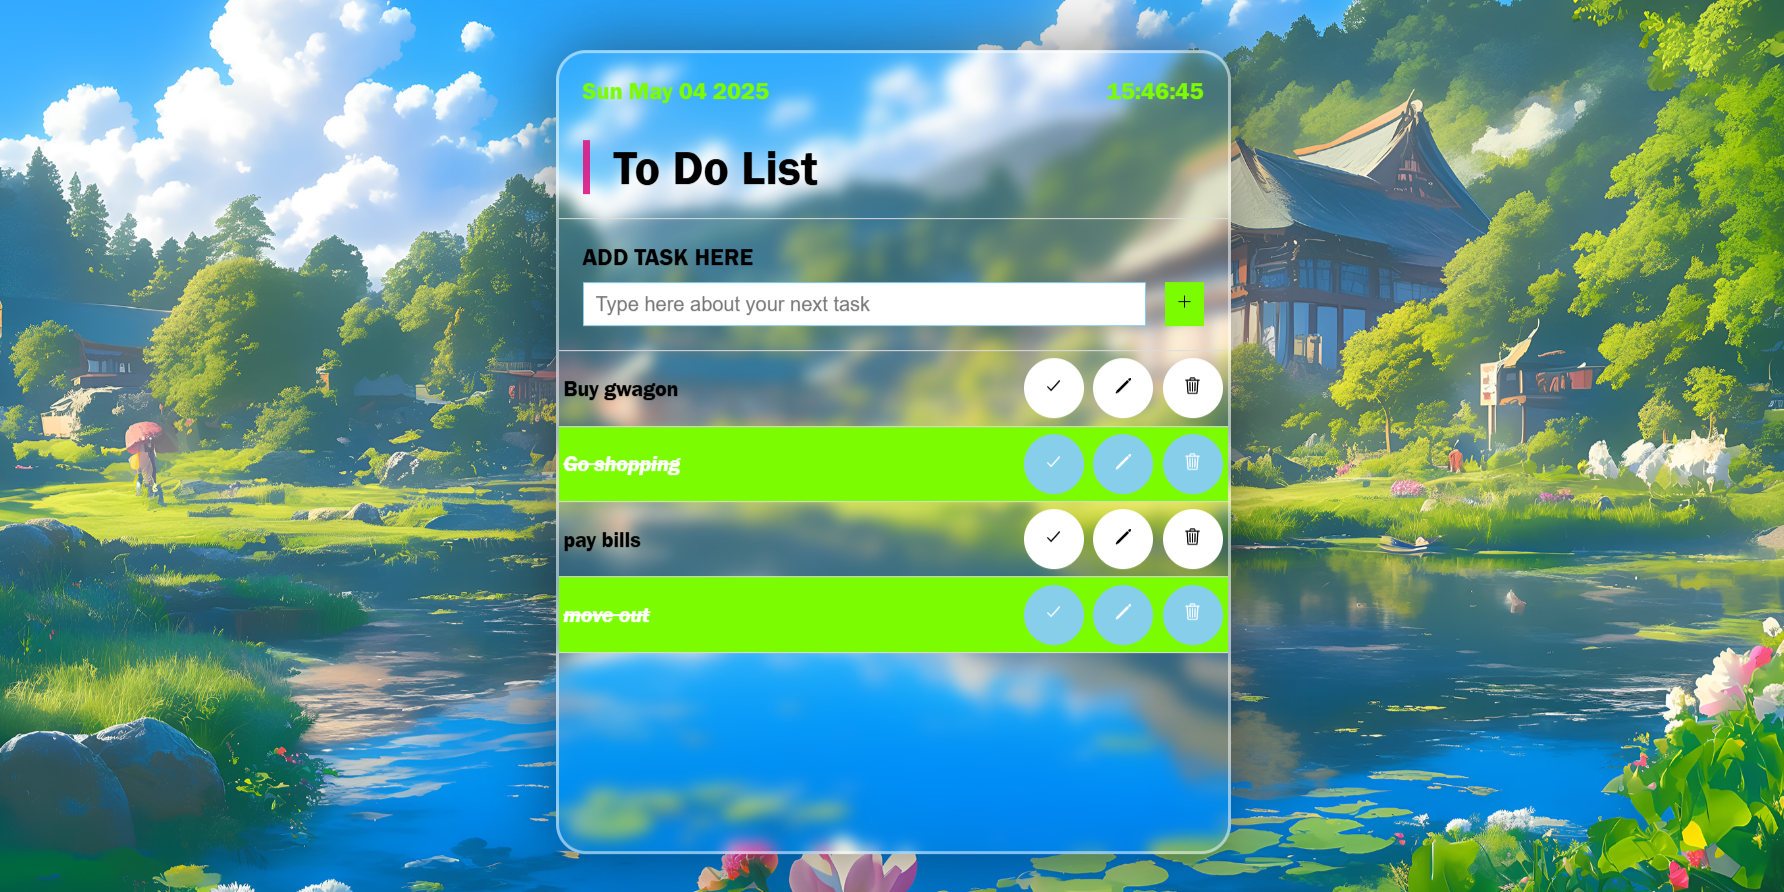 Sun May 04 2025 15:46:45
To Do List
ADD TASK HERE
Type here about your next task
Buy gwagon
Go shopping
pay bills
move out